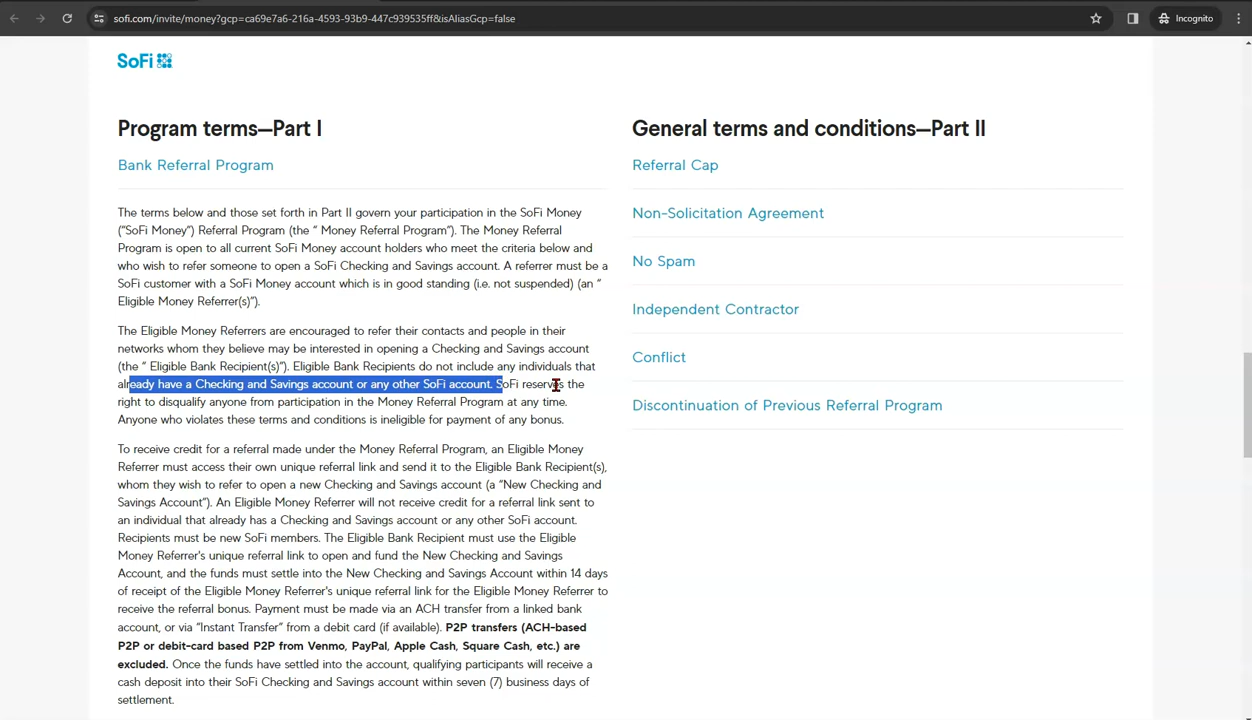 sofi.com/invite/money?gcp=ca69e7a6-216a-4593-93b9-447c939535ff&isAliasGcp=false
Incognito
SoFi
Program terms—Part I
Bank Referral Program
The terms below and those set forth in Part II govern your participation in the SoFi Money
("SoFi Money") Referral Program (the " Money Referral Program"). The Money Referral
Program is open to all current SoFi Money account holders who meet the criteria below and
who wish to refer someone to open a SoFi Checking and Savings account. A referrer must be a
SoFi customer with a SoFi Money account which is in good standing (i.e. not suspended) (an "
Eligible Money Referrer(s)").
The Eligible Money Referrers are encouraged to refer their contacts and people in their
networks whom they believe may be interested in opening a Checking and Savings account
(the " Eligible Bank Recipient(s)"). Eligible Bank Recipients do not include any individuals that
already have a Checking and Savings account or any other SoFi account. SoFi reserves the
right to disqualify anyone from participation in the Money Referral Program at any time.
Anyone who violates these terms and conditions is ineligible for payment of any bonus.
To receive credit for a referral made under the Money Referral Program, an Eligible Money
Referrer must access their own unique referral link and send it to the Eligible Bank Recipient(s),
whom they wish to refer to open a new Checking and Savings account (a "New Checking and
Savings Account"). An Eligible Money Referrer will not receive credit for a referral link sent to
an individual that already has a Checking and Savings account or any other SoFi account.
Recipients must be new SoFi members. The Eligible Bank Recipient must use the Eligible
Money Referrer's unique referral link to open and fund the New Checking and Savings
Account, and the funds must settle into the New Checking and Savings Account within 14 days
of receipt of the Eligible Money Referrer's unique referral link for the Eligible Money Referrer to
receive the referral bonus. Payment must be made via an ACH transfer from a linked bank
account, or via "Instant Transfer" from a debit card (if available). P2P transfers (ACH-based
P2P or debit-card based P2P from Venmo, PayPal, Apple Cash, Square Cash, etc.) are
excluded. Once the funds have settled into the account, qualifying participants will receive a
cash deposit into their SoFi Checking and Savings account within seven (7) business days of
settlement.
General terms and conditions—Part II
Referral Cap
Non-Solicitation Agreement
No Spam
Independent Contractor
Conflict
Discontinuation of Previous Referral Program